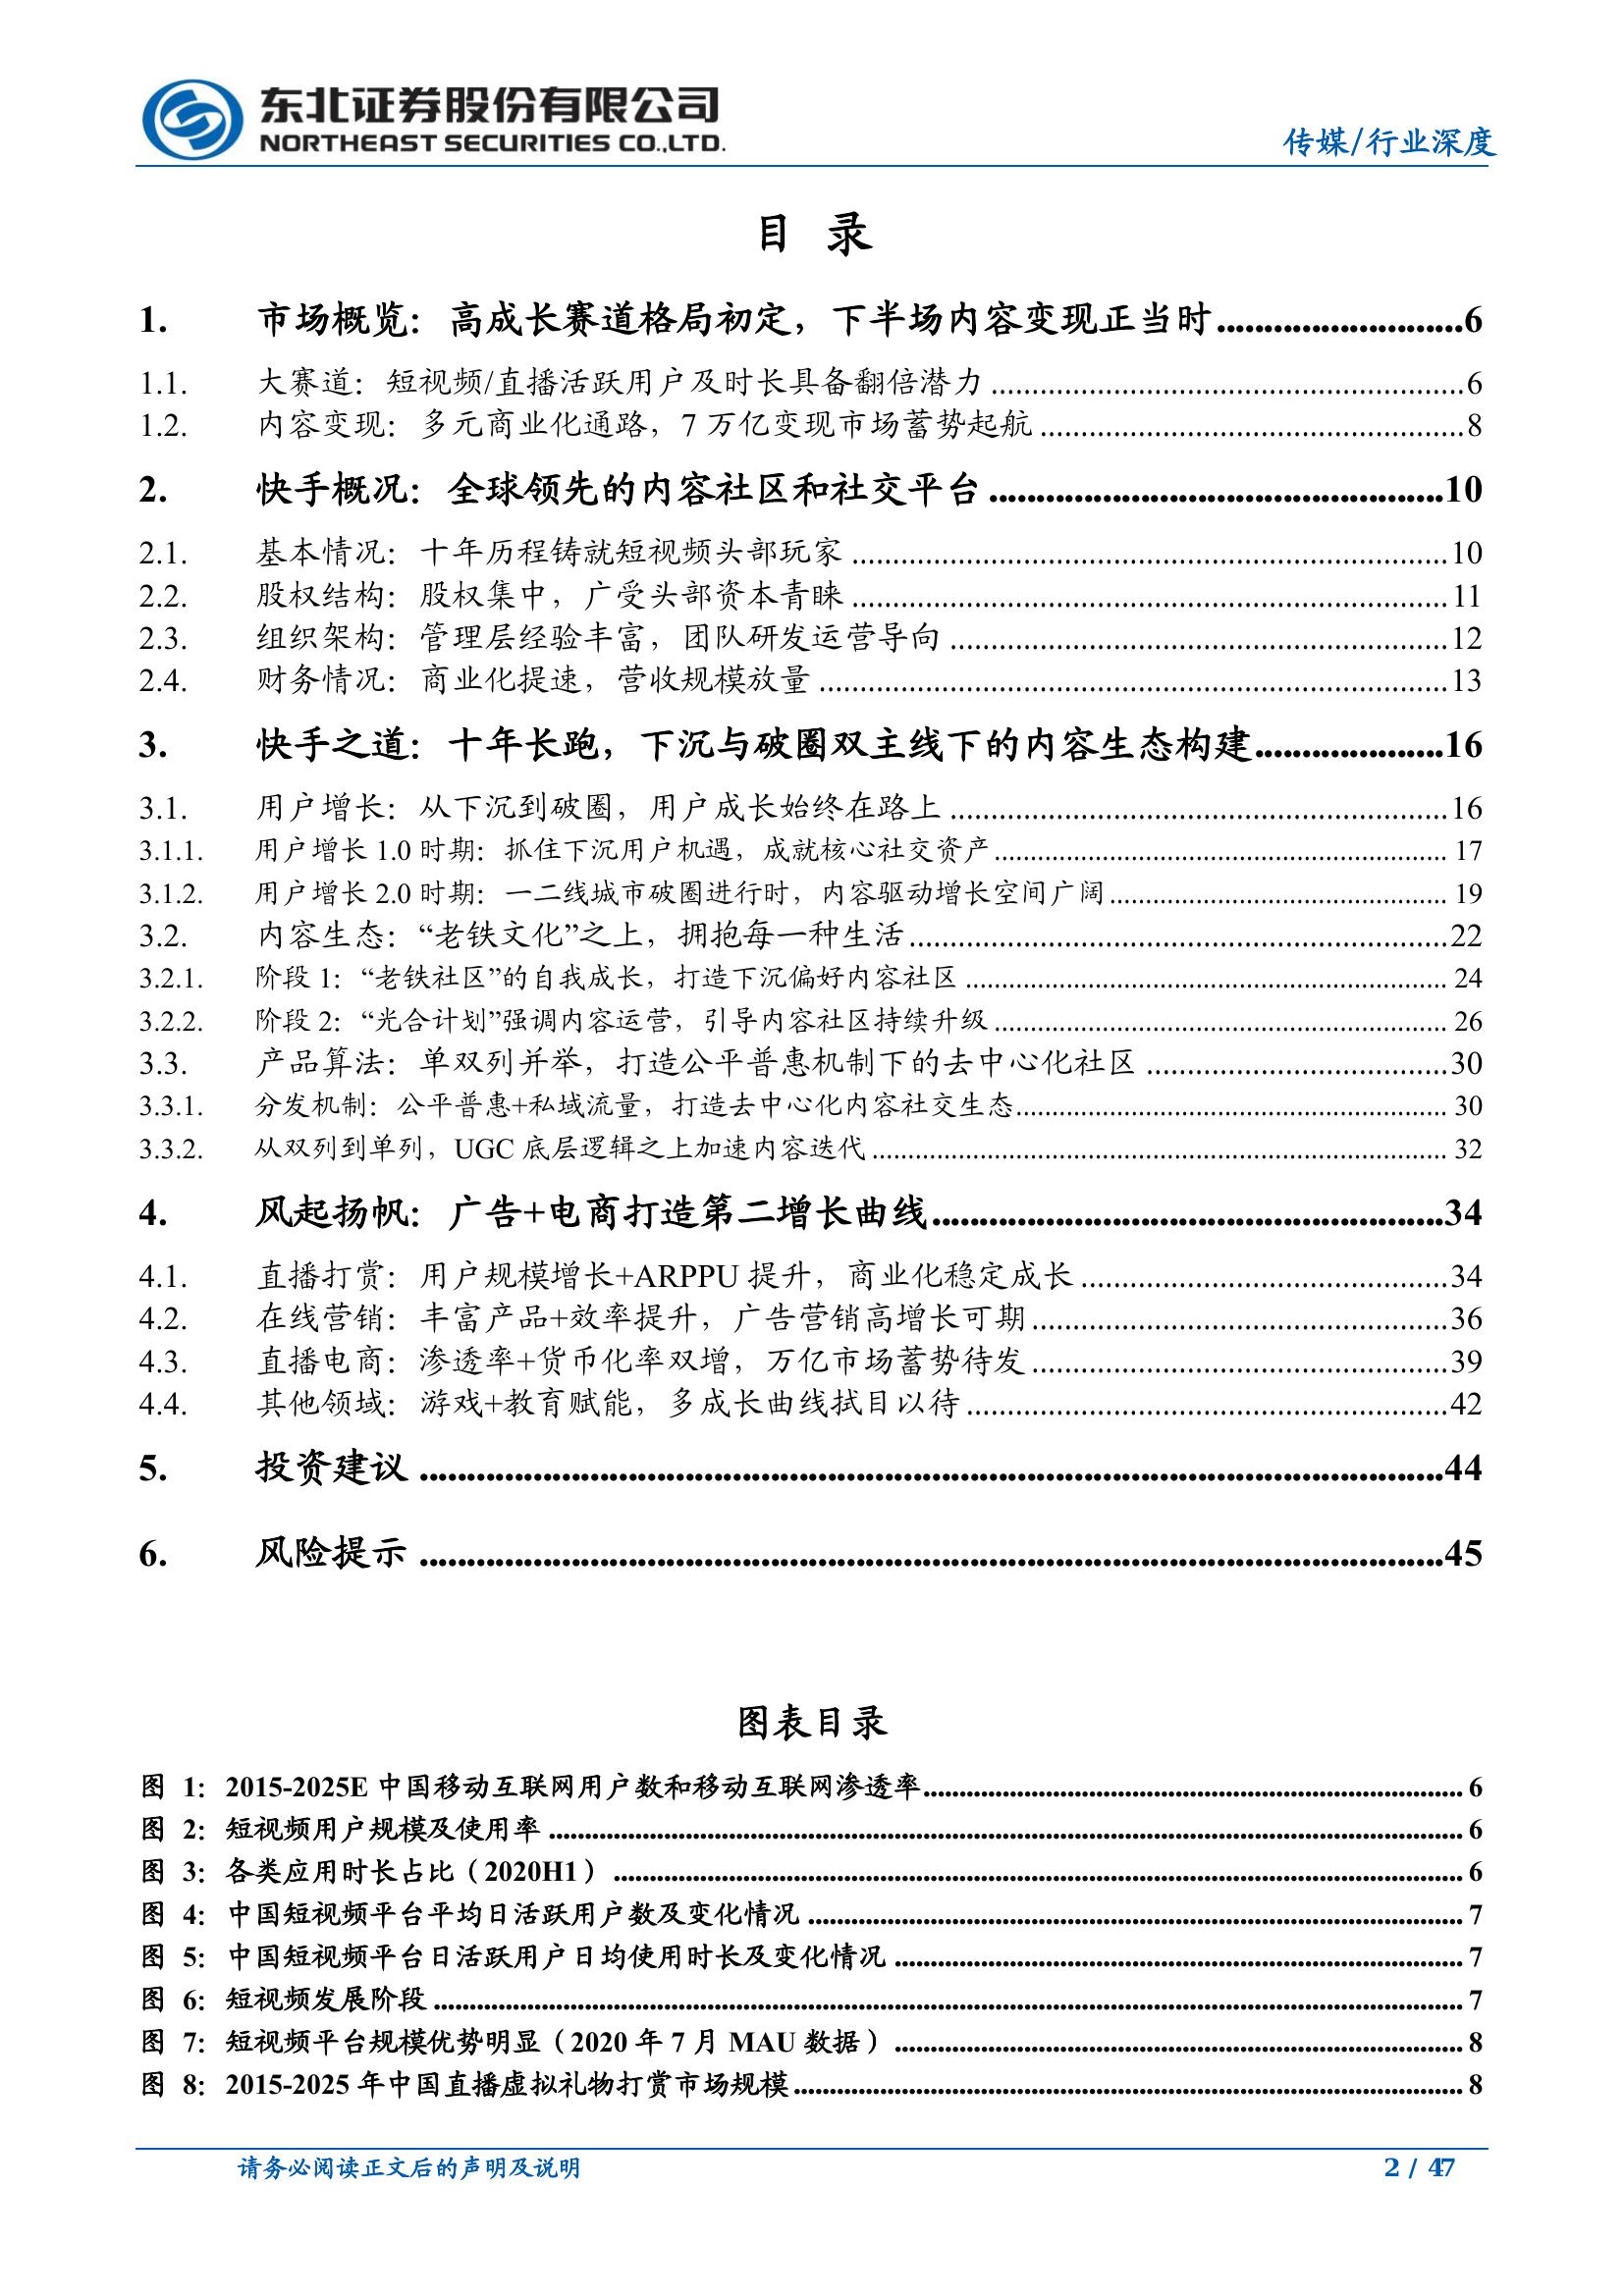 东北证券股份有限公司
NORTHEAST SECURITIES CO.,LTD.
传媒/行业深度
目 录
1. 市场概览：高成长赛道格局初定，下半场内容变现正当时.........................6
1.1. 大赛道：短视频/直播活跃用户及时长具备翻倍潜力.........................6
1.2. 内容变现：多元商业化通路，7 万亿变现市场蓄势起航.........................8
2. 快手概况：全球领先的内容社区和社交平台.........................10
2.1. 基本情况：十年历程铸就短视频头部玩家.........................10
2.2. 股权结构：股权集中，广受头部资本青睐.........................11
2.3. 组织架构：管理层经验丰富，团队研发运营导向.........................12
2.4. 财务情况：商业化提速，营收规模放量.........................13
3. 快手之道：十年长跑，下沉与破圈双主线下的内容生态构建.........................16
3.1. 用户增长：从下沉到破圈，用户成长始终在路上.........................16
3.1.1. 用户增长 1.0 时期：抓住下沉用户机遇，成就核心社交资产.........................17
3.1.2. 用户增长 2.0 时期：一二线城市破圈进行时，内容驱动增长空间广阔.........................19
3.2. 内容生态：“老铁文化”之上，拥抱每一种生活.........................22
3.2.1. 阶段 1：“老铁社区”的自我成长，打造下沉偏好内容社区.........................24
3.2.2. 阶段 2：“光合计划”强调内容运营，引导内容社区持续升级.........................26
3.3. 产品算法：单双列并举，打造公平普惠机制下的去中心化社区.........................30
3.3.1. 分发机制：公平普惠+私域流量，打造去中心化内容社交生态.........................30
3.3.2. 从双列到单列，UGC 底层逻辑之上加速内容迭代.........................32
4. 风起扬帆：广告+电商打造第二增长曲线.........................34
4.1. 直播打赏：用户规模增长+ARPPU 提升，商业化稳定成长.........................34
4.2. 在线营销：丰富产品+效率提升，广告营销高增长可期.........................36
4.3. 直播电商：渗透率+货币化率双增，万亿市场蓄势待发.........................39
4.4. 其他领域：游戏+教育赋能，多成长曲线拭目以待.........................42
5. 投资建议.........................44
6. 风险提示.........................45
图表目录
图 1：2015-2025E 中国移动互联网用户数和移动互联网渗透率.........................6
图 2：短视频用户规模及使用率.........................6
图 3：各类应用时长占比（2020H1）.........................6
图 4：中国短视频平台平均日活跃用户数及变化情况.........................7
图 5：中国短视频平台日活跃用户日均使用时长及变化情况.........................7
图 6：短视频发展阶段.........................7
图 7：短视频平台规模优势明显（2020 年 7 月 MAU 数据）.........................8
图 8：2015-2025 年中国直播虚拟礼物打赏市场规模.........................8
请务必阅读正文后的声明及说明
2 / 47